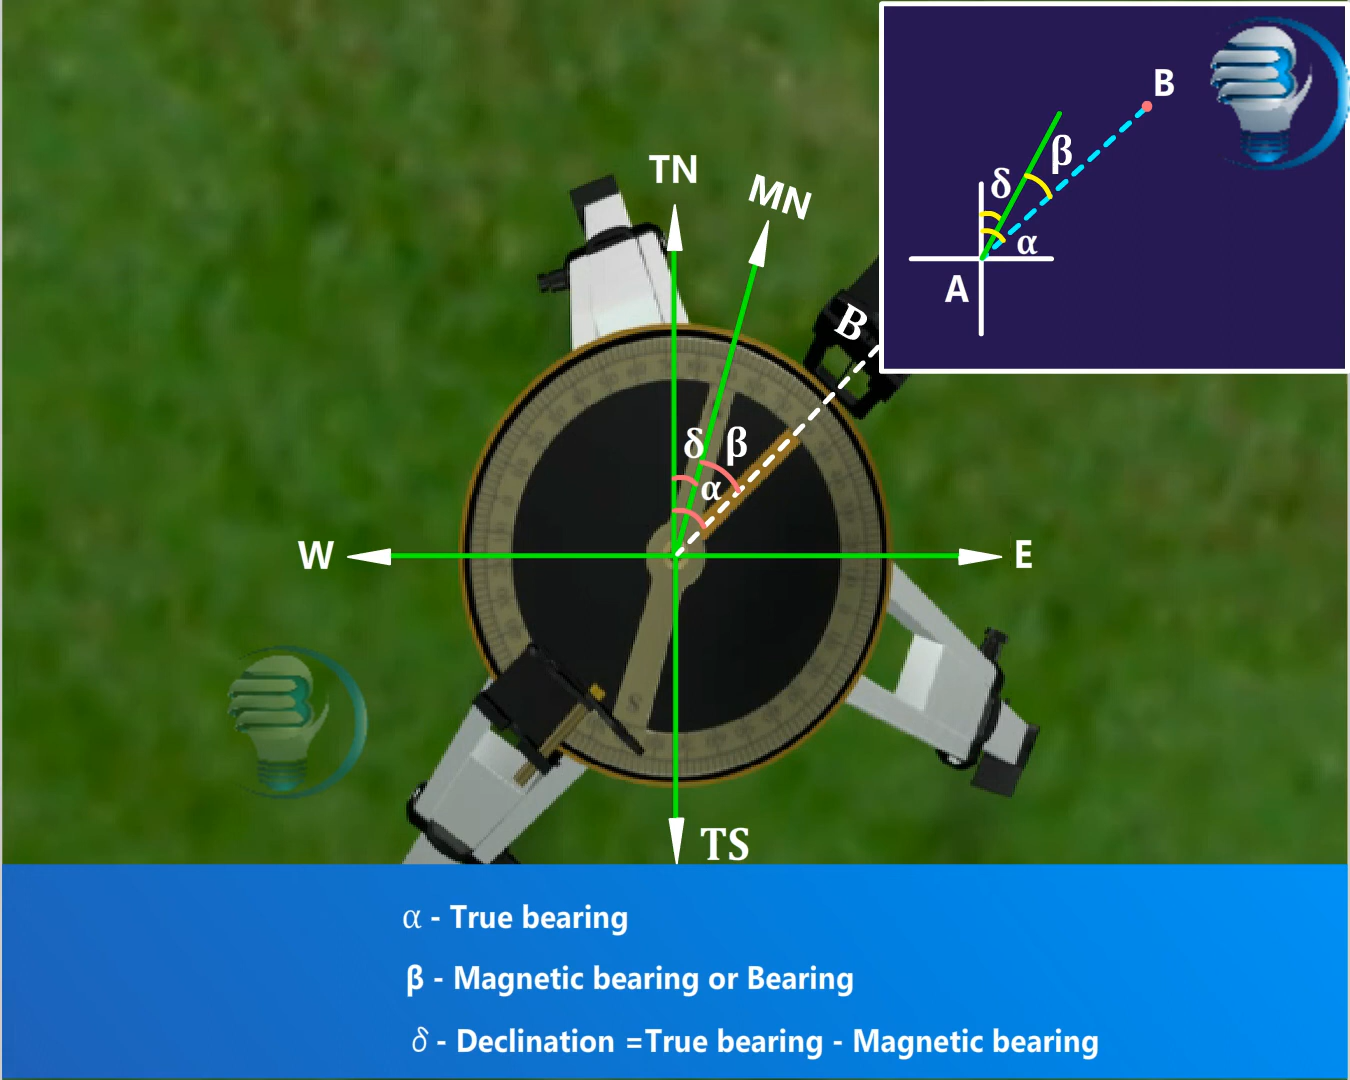 TN
MN
B
δ
β
α
W
E
TS
B
β
δ
α
A
S
α - True bearing
β - Magnetic bearing or Bearing
δ - Declination =True bearing - Magnetic bearing